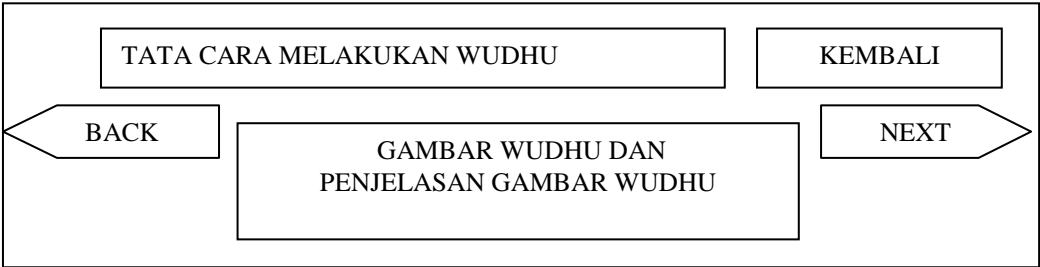 TATA CARA MELAKUKAN WUDHU
KEMBALI
BACK
NEXT
GAMBAR WUDHU DAN
PENJELASAN GAMBAR WUDHU